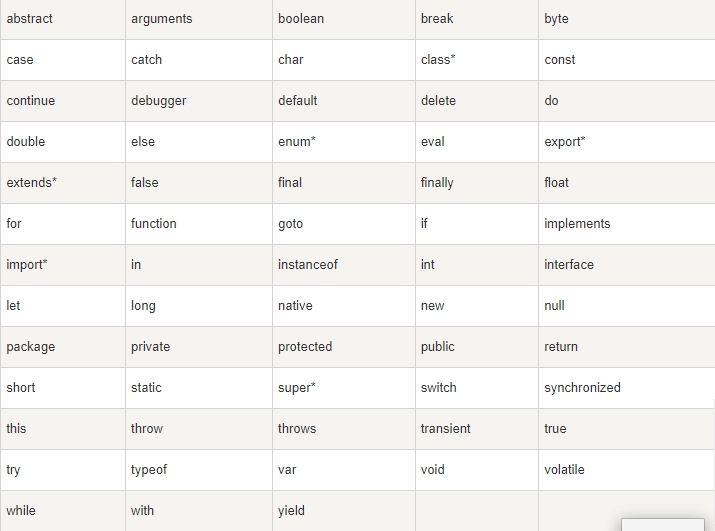 abstract arguments boolean break byte
case catch char class* const
continue debugger default delete do
double else enum* eval export*
extends* false final finally float
for function goto if implements
import* in instanceof int interface
let long native new null
package private protected public return
short static super* switch synchronized
this throw throws transient true
try typeof var void volatile
while with yield